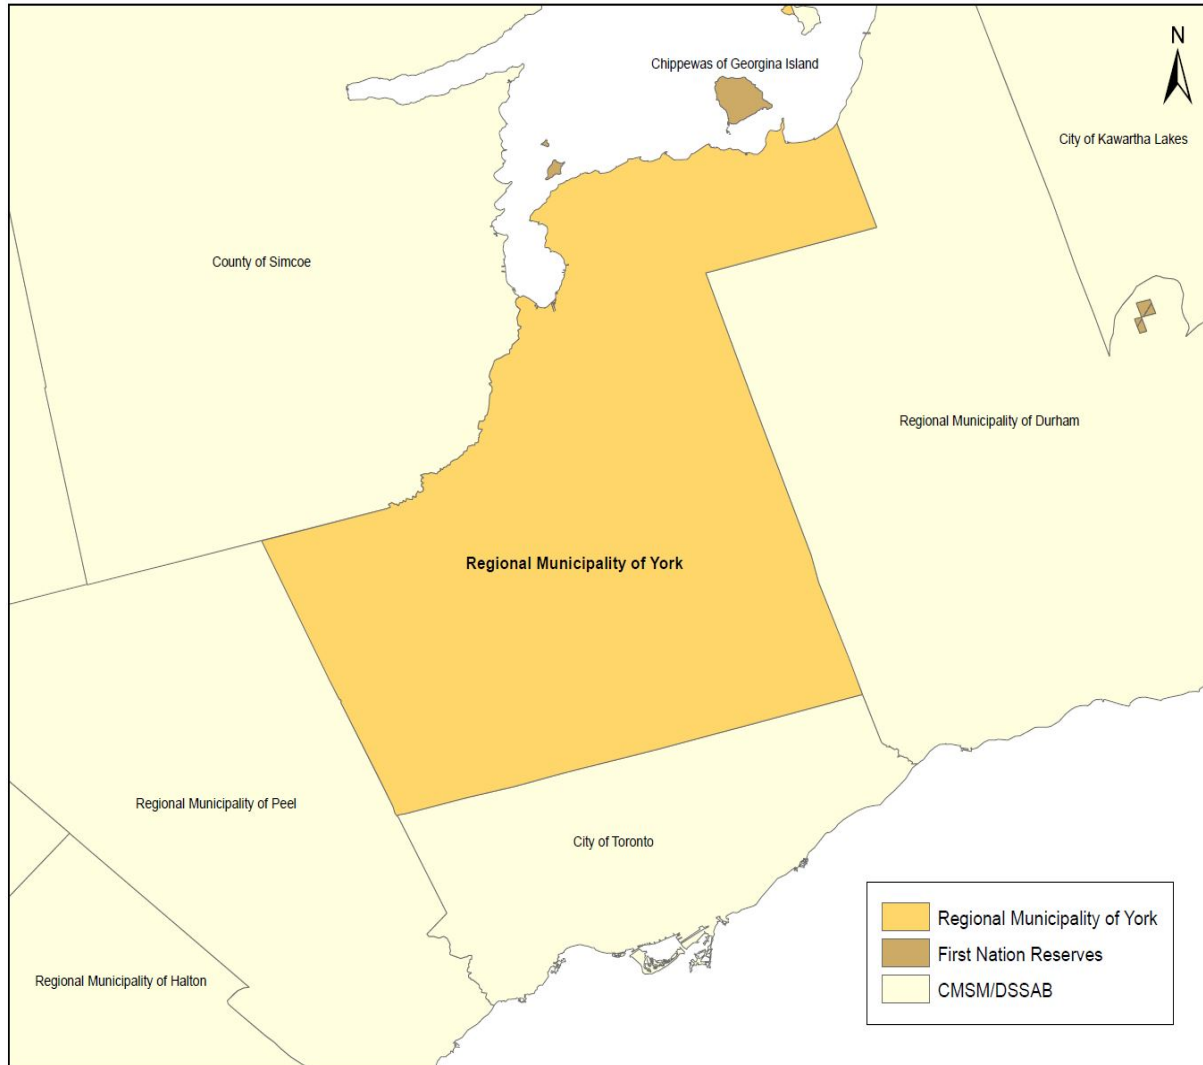 N
Chippewas of Georgina Island
City of Kawartha Lakes
County of Simcoe
Regional Municipality of Durham
Regional Municipality of York
Regional Municipality of Peel
City of Toronto
Regional Municipality of Halton
Regional Municipality of York
First Nation Reserves
CMSM/DSSAB